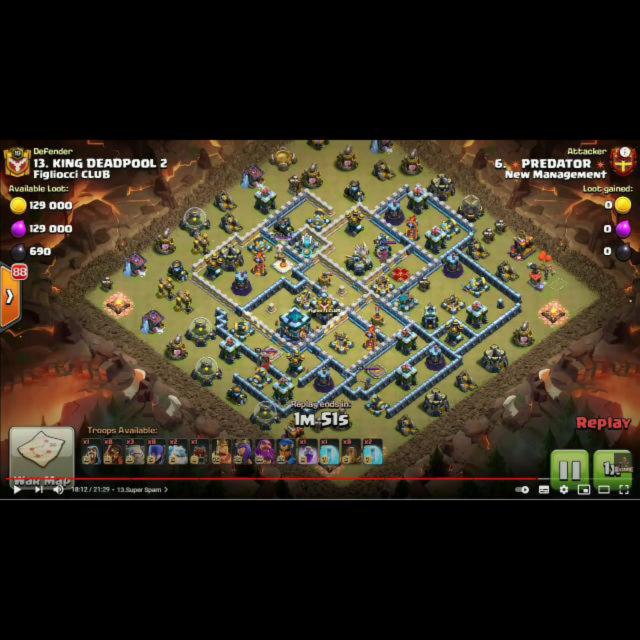 Defender
13. KING DEADPOOL 2
Figliocci CLUB
Available Loot:
129 000
129 000
690
88
Attacker
6. PREDATOR
New Management
Loot gained:
0
0
0
Replay ends in:
1M 51S
Troops Available:
Replay
War Map
18:12 / 21:29 • 13.Super Spam >